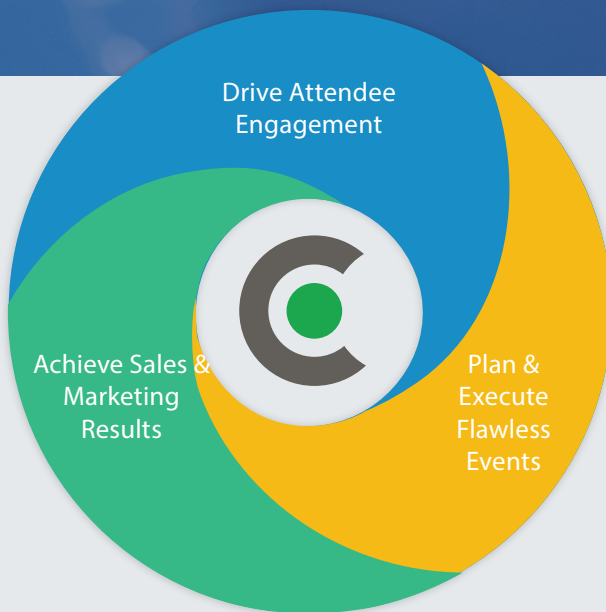 Drive Attendee
Engagement
Achieve Sales &
Marketing
Results
Plan &
Execute
Flawless
Events